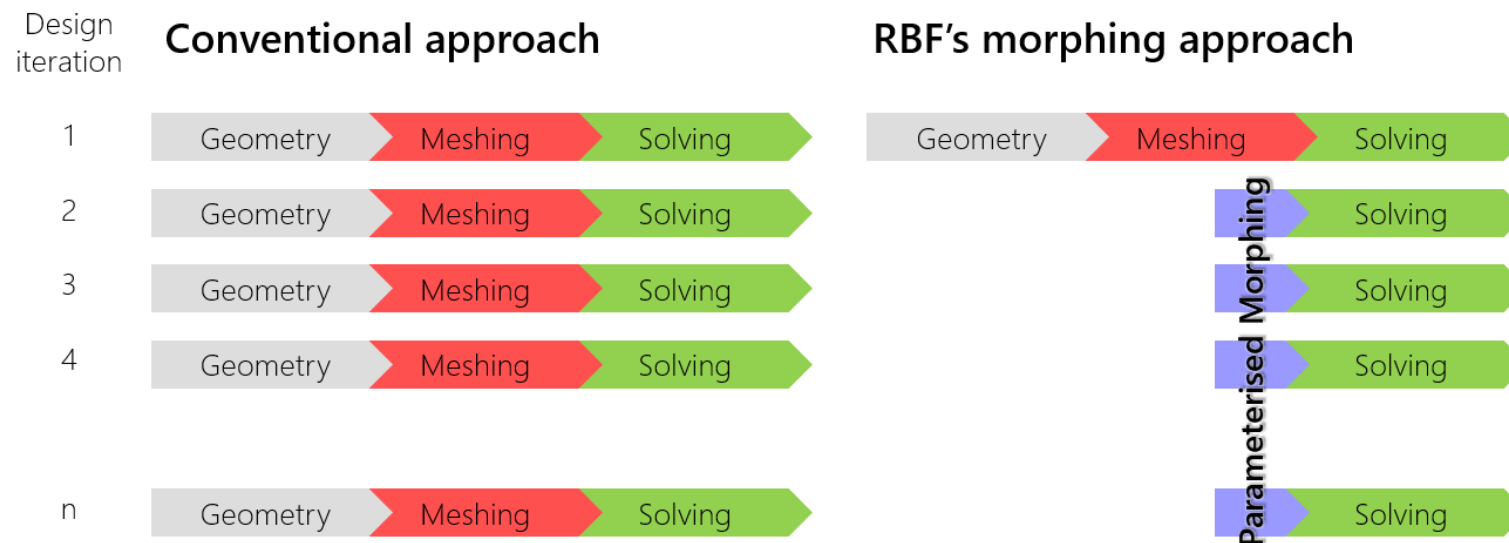 Design
iteration
Conventional approach
RBF's morphing approach
1
Geometry
Meshing
Solving
Geometry
Meshing
Solving
2
Geometry
Meshing
Solving
Solving
3
Geometry
Meshing
Solving
Solving
4
Geometry
Meshing
Solving
Solving
n
Geometry
Meshing
Solving
Solving
Parameterised Morphing